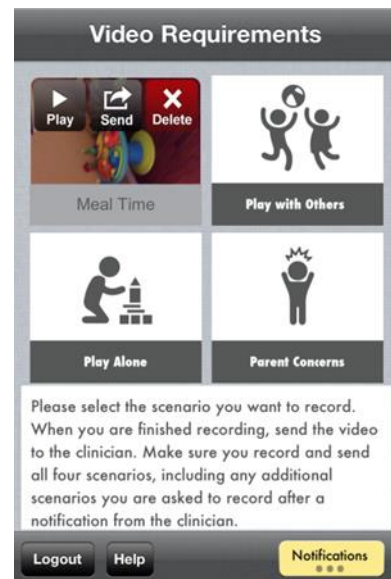 Video Requirements
Play Send Delete
Meal Time
Play with Others
Play Alone
Parent Concerns
Please select the scenario you want to record.
When you are finished recording, send the video
to the clinician. Make sure you record and send
all four scenarios, including any additional
scenarios you are asked to record after a
notification from the clinician.
Logout Help Notifications